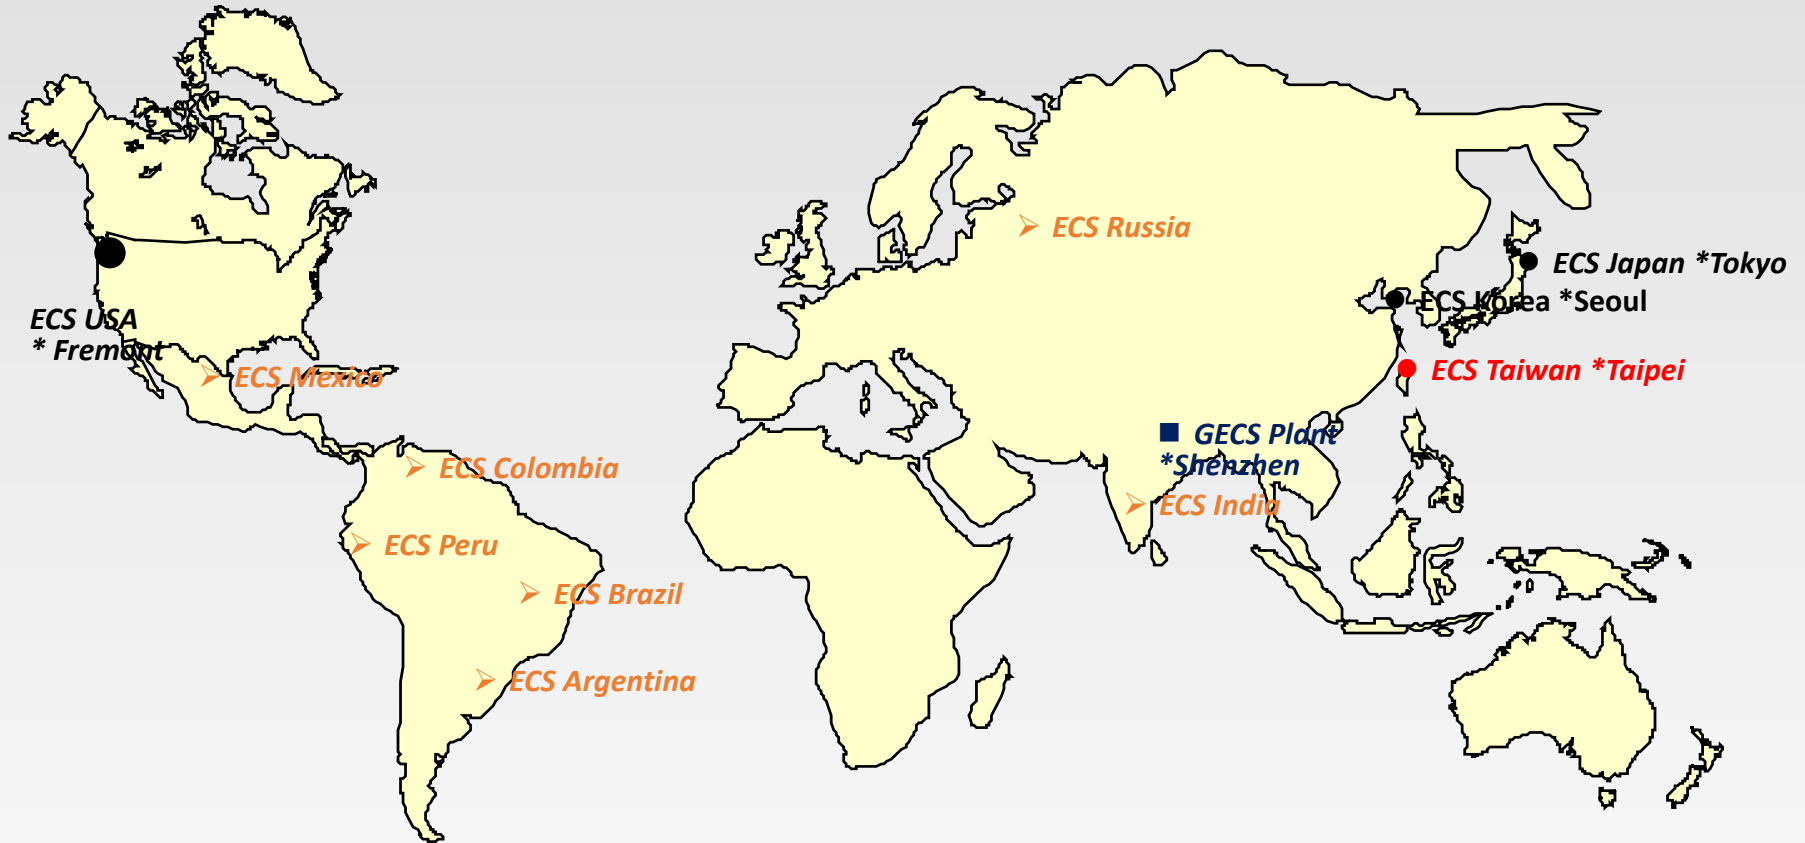 ECS Russia
ECS Japan *Tokyo
ECS Korea *Seoul
ECS USA
* Fremont
ECS Mexico
ECS Taiwan *Taipei
GECS Plant
*Shenzhen
ECS Colombia
ECS India
ECS Peru
ECS Brazil
ECS Argentina